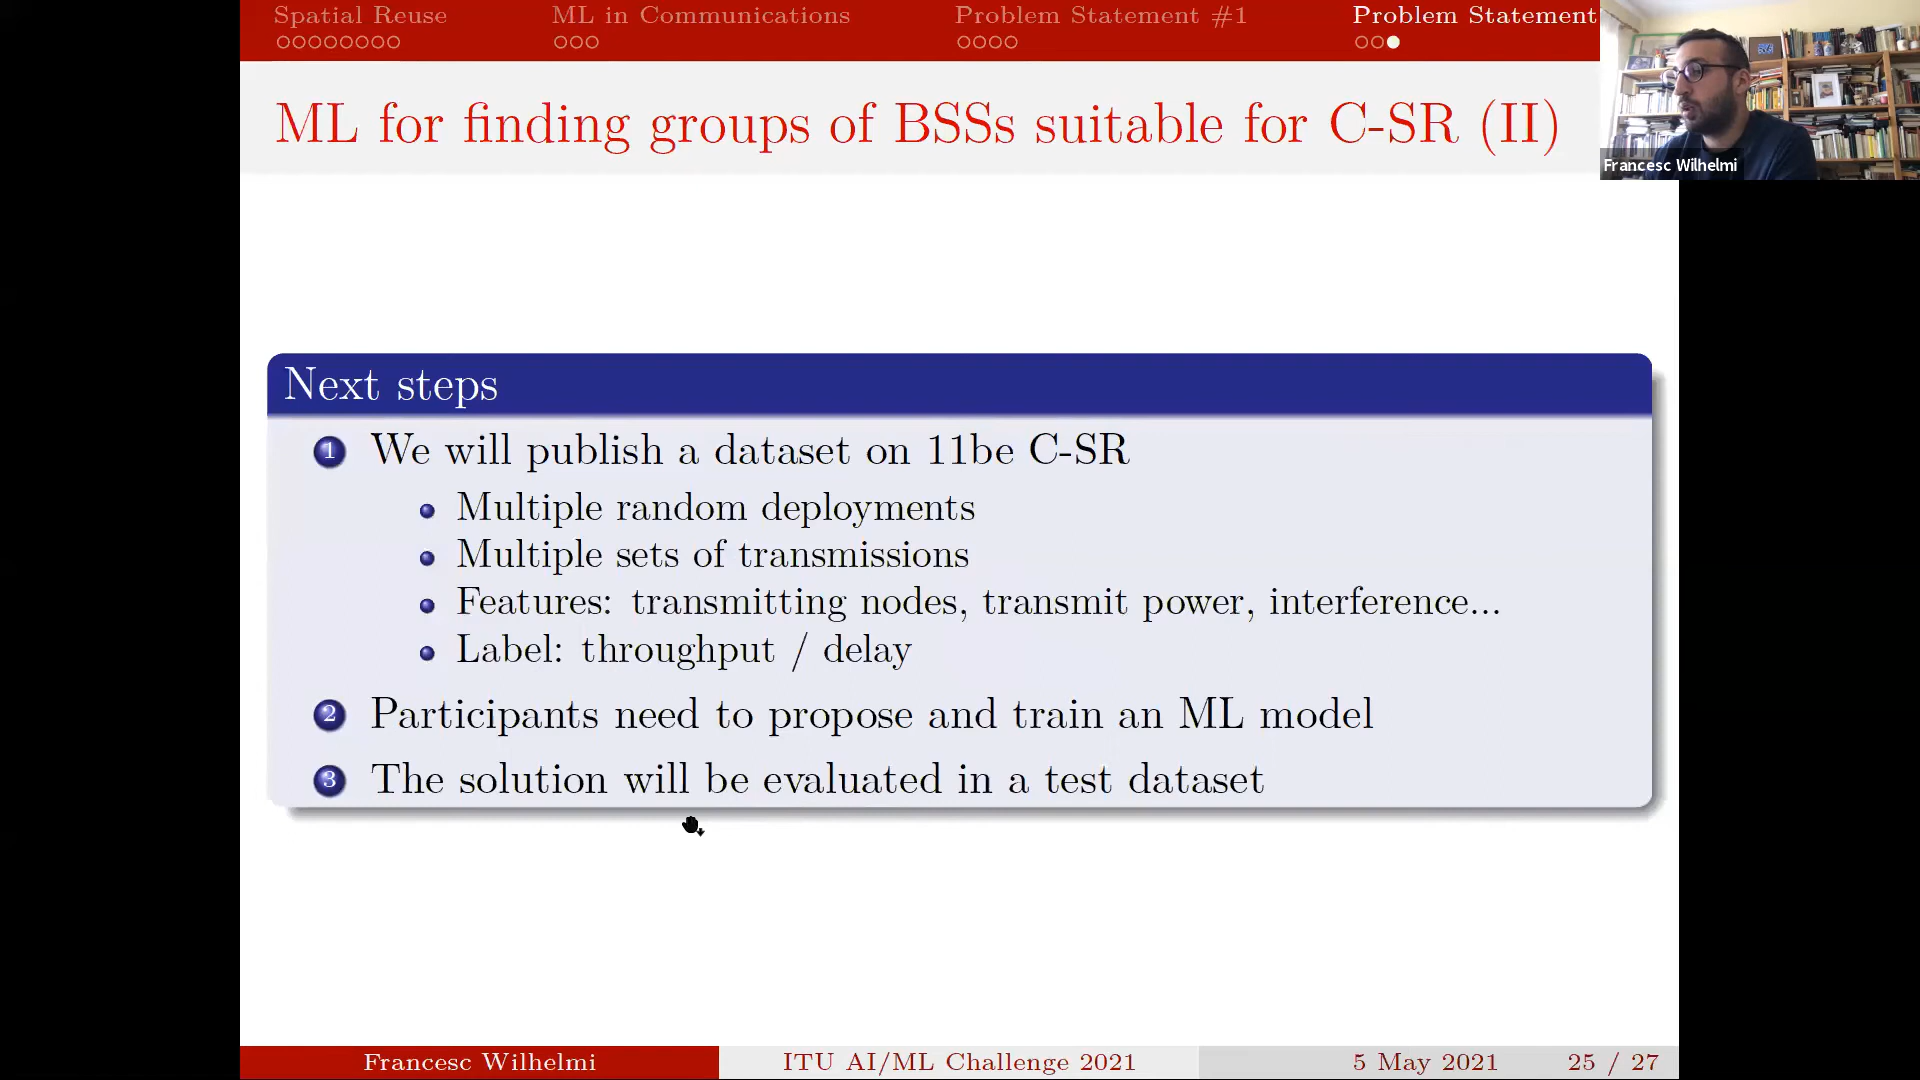 Spatial Reuse
ML in Communications
Problem Statement #1
Problem Statement
Francesc Wilhelmi
ML for finding groups of BSSs suitable for C-SR (II)
Next steps
1 We will publish a dataset on 11be C-SR
Multiple random deployments
Multiple sets of transmissions
Features: transmitting nodes, transmit power, interference...
Label: throughput / delay
2 Participants need to propose and train an ML model
3 The solution will be evaluated in a test dataset
Francesc Wilhelmi
ITU AI/ML Challenge 2021
5 May 2021
25 / 27